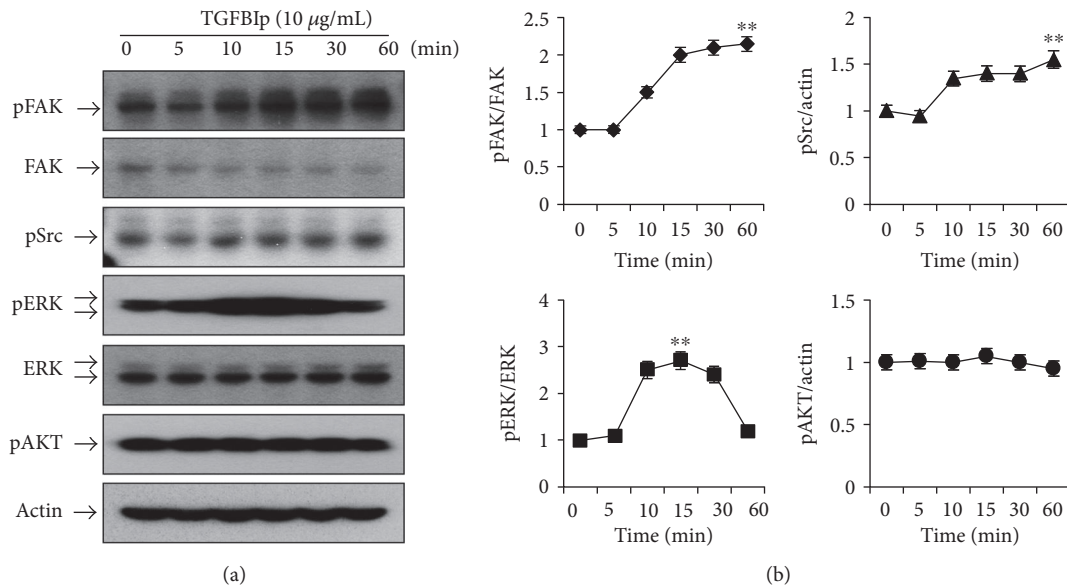 TGFBIp (10 μg/mL)
0 5 10 15 30 60 (min)
pFAK
FAK
pSrc
pERK
ERK
pAKT
Actin
(a)
2.5
2
1.5
1
0.5
0
pFAK/FAK
**
0 5 10 15 30 60
Time (min)
2
1.5
1
0.5
0
pSrc/actin
**
0 5 10 15 30 60
Time (min)
4
3
2
1
0
pERK/ERK
**
0 5 10 15 30 60
Time (min)
1.5
1
0.5
0
pAKT/actin
0 5 10 15 30 60
Time (min)
(b)